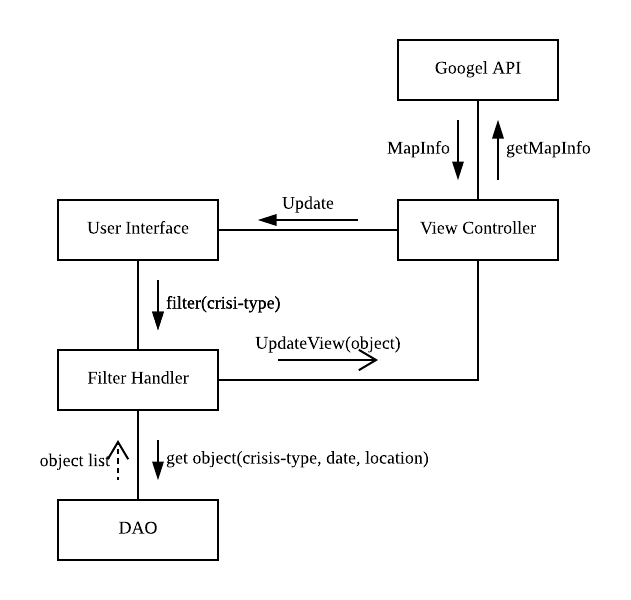 Googel API
MapInfo
getMapInfo
Update
User Interface
View Controller
filter(crisi-type)
UpdateView(object)
Filter Handler
object list
get object(crisis-type, date, location)
DAO